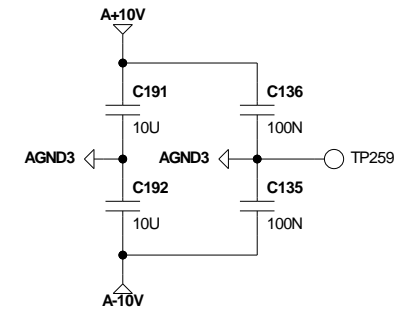 A+10V
C191
C136
10U
100N
AGND3
AGND3
TP259
C192
C135
10U
100N
A-10V